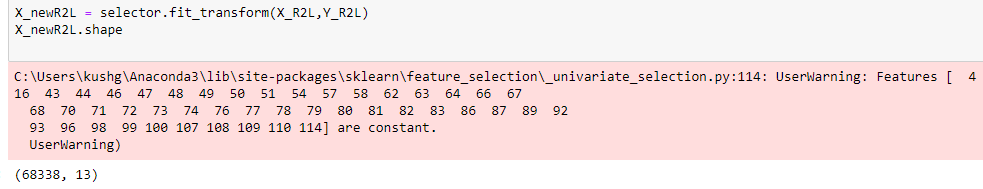 X_newR2L = selector.fit_transform(X_R2L,Y_R2L)
X_newR2L.shape
C:\Users\kushg\Anaconda3\lib\site-packages\sklearn\feature_selection\_univariate_selection.py:114: UserWarning: Features [  4
16  43  44  46  47  48  49  50  51  54  57  58  62  63  64  66  67
  68  70  71  72  73  74  76  77  78  79  80  81  82  83  86  87  89  92
  93  96  98  99 100 107 108 109 110 114] are constant.
  UserWarning)
(68338, 13)